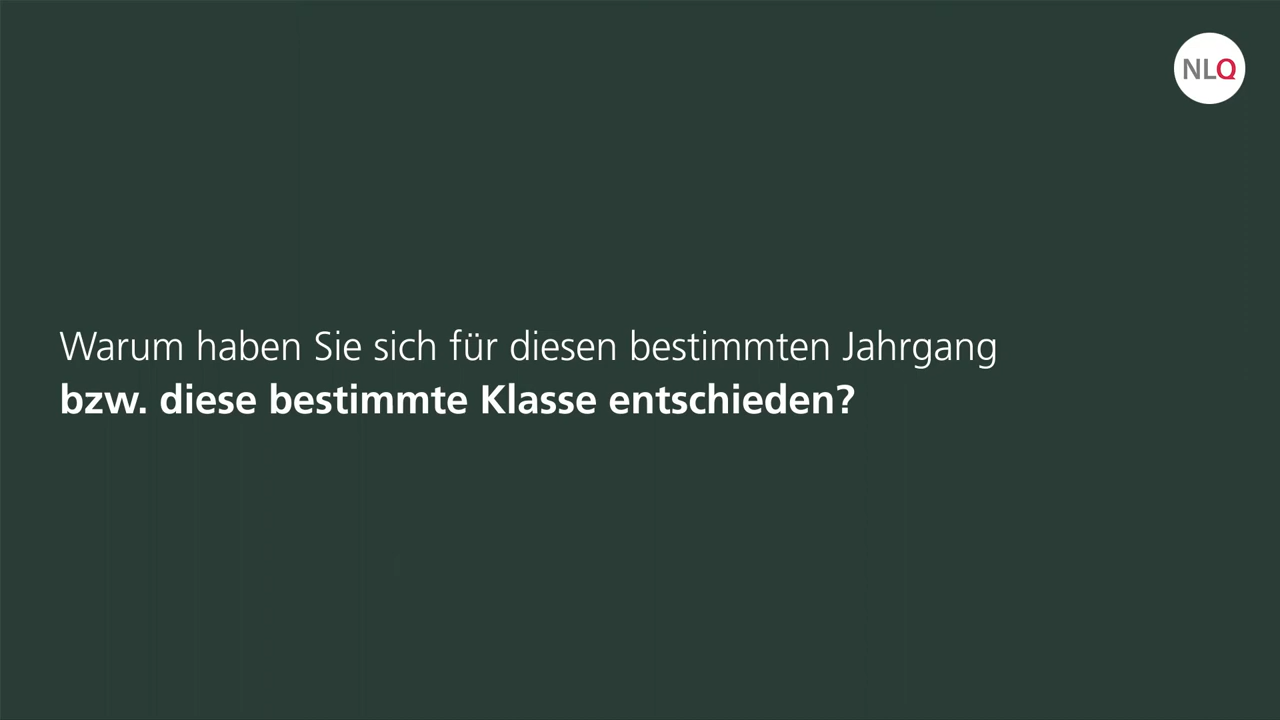 NLQ
Warum haben Sie sich für diesen bestimmten Jahrgang
bzw. diese bestimmte Klasse entschieden?